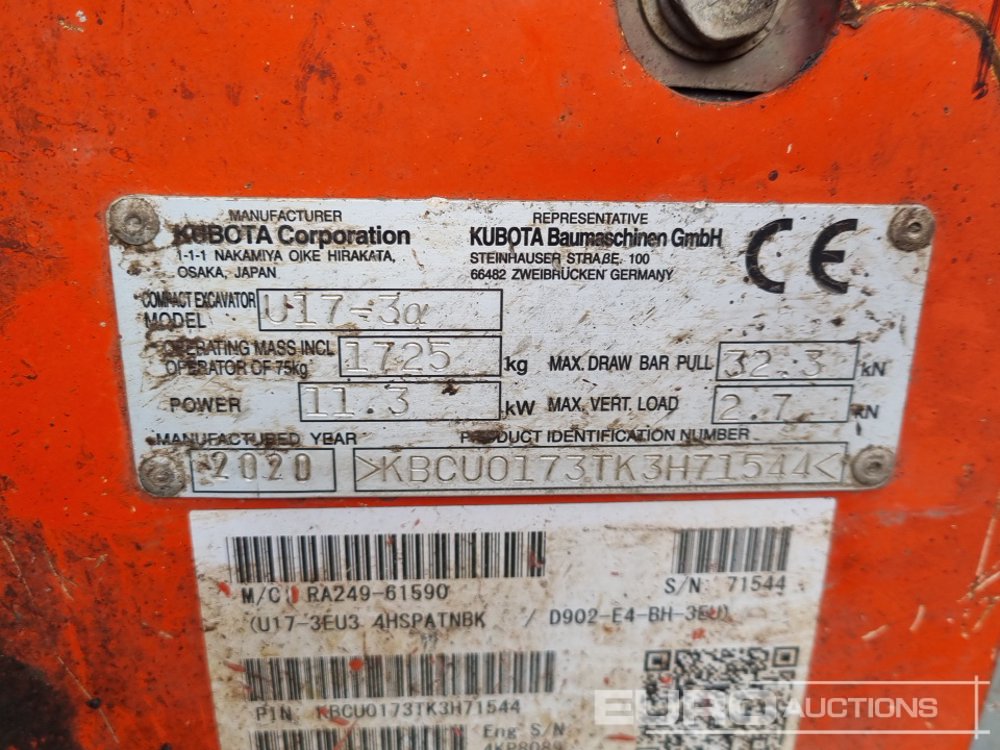 MANUFACTURER
KUBOTA Corporation
1-1-1 NAKAMIYA OIKE HIRAKATA,
OSAKA, JAPAN
REPRESENTATIVE
KUBOTA Baumaschinen GmbH
STEINHAUSER STRAßE, 100
66482 ZWEIBRÜCKEN GERMANY
CE
COMPACT EXCAVATOR
MODEL U17-3α
OPERATING MASS INCL
OPERATOR OF 75kg 1725 kg
MAX. DRAW BAR PULL 32.3 kN
POWER 11.3 kW
MAX. VERT. LOAD 2.7 kN
MANUFACTURED YEAR
2020
PRODUCT IDENTIFICATION NUMBER
>KBCU0173TK3H71544<
M/C RA249-61590
S/N 71544
(U17-3EU3 4HSPATNBK / D902-E4-BH-3EU)
PIN KBCU0173TK3H71544
Eng S/N
EURO AUCTIONS